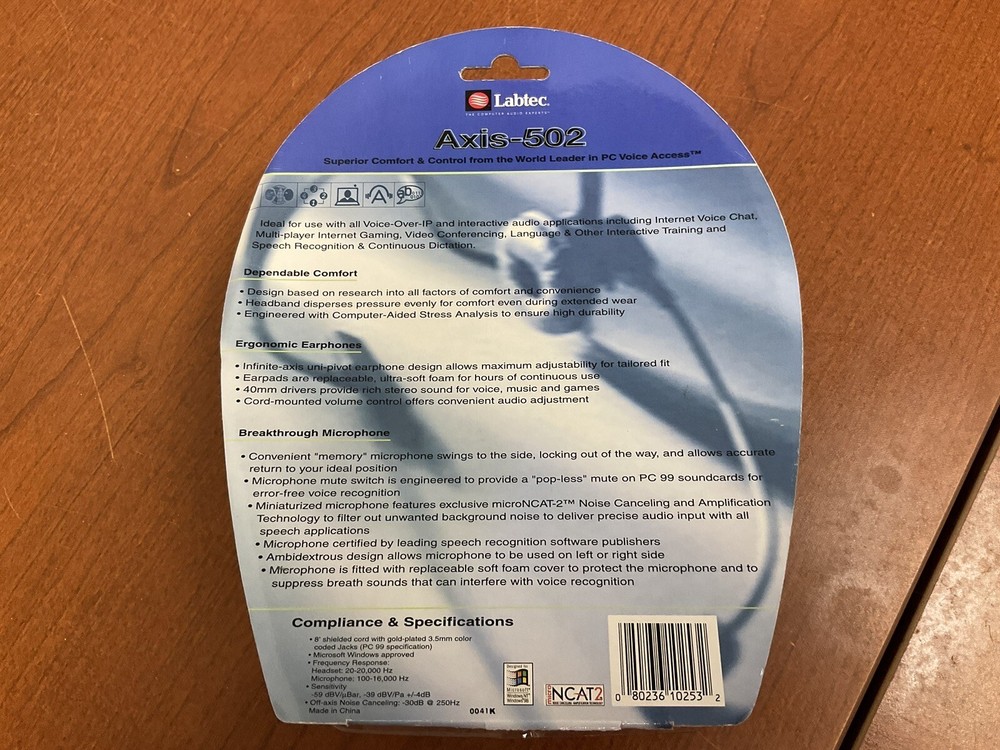 Labtec®
THE COMPUTER AUDIO EXPERTS™
Axis-502
Superior Comfort & Control from the World Leader in PC Voice Access™
Ideal for use with all Voice-Over-IP and interactive audio applications including Internet Voice Chat,
Multi-player Internet Gaming, Video Conferencing, Language & Other Interactive Training and
Speech Recognition & Continuous Dictation.
Dependable Comfort
• Design based on research into all factors of comfort and convenience
• Headband disperses pressure evenly for comfort even during extended wear
• Engineered with Computer-Aided Stress Analysis to ensure high durability
Ergonomic Earphones
• Infinite-axis uni-pivot earphone design allows maximum adjustability for tailored fit
• Earpads are replaceable, ultra-soft foam for hours of continuous use
• 40mm drivers provide rich stereo sound for voice, music and games
• Cord-mounted volume control offers convenient audio adjustment
Breakthrough Microphone
• Convenient "memory" microphone swings to the side, locking out of the way, and allows accurate
return to your ideal position
• Microphone mute switch is engineered to provide a "pop-less" mute on PC 99 soundcards for
error-free voice recognition
• Miniaturized microphone features exclusive microNCAT-2™ Noise Canceling and Amplification
Technology to filter out unwanted background noise to deliver precise audio input with all
speech applications
• Microphone certified by leading speech recognition software publishers
• Ambidextrous design allows microphone to be used on left or right side
• Microphone is fitted with replaceable soft foam cover to protect the microphone and to
suppress breath sounds that can interfere with voice recognition
Compliance & Specifications
• 8' shielded cord with gold-plated 3.5mm color
coded Jacks (PC 99 specification)
• Microsoft Windows approved
• Frequency Response:
Headset: 20-20,000 Hz
Microphone: 100-16,000 Hz
• Sensitivity
-59 dBV/µBar, -39 dBV/Pa +/-4dB
• Off-axis Noise Canceling: -30dB @ 250Hz
Made in China
0041K
Designed for
Microsoft®
Windows NT®
Windows®98
NCAT2
0 80236 10253 2